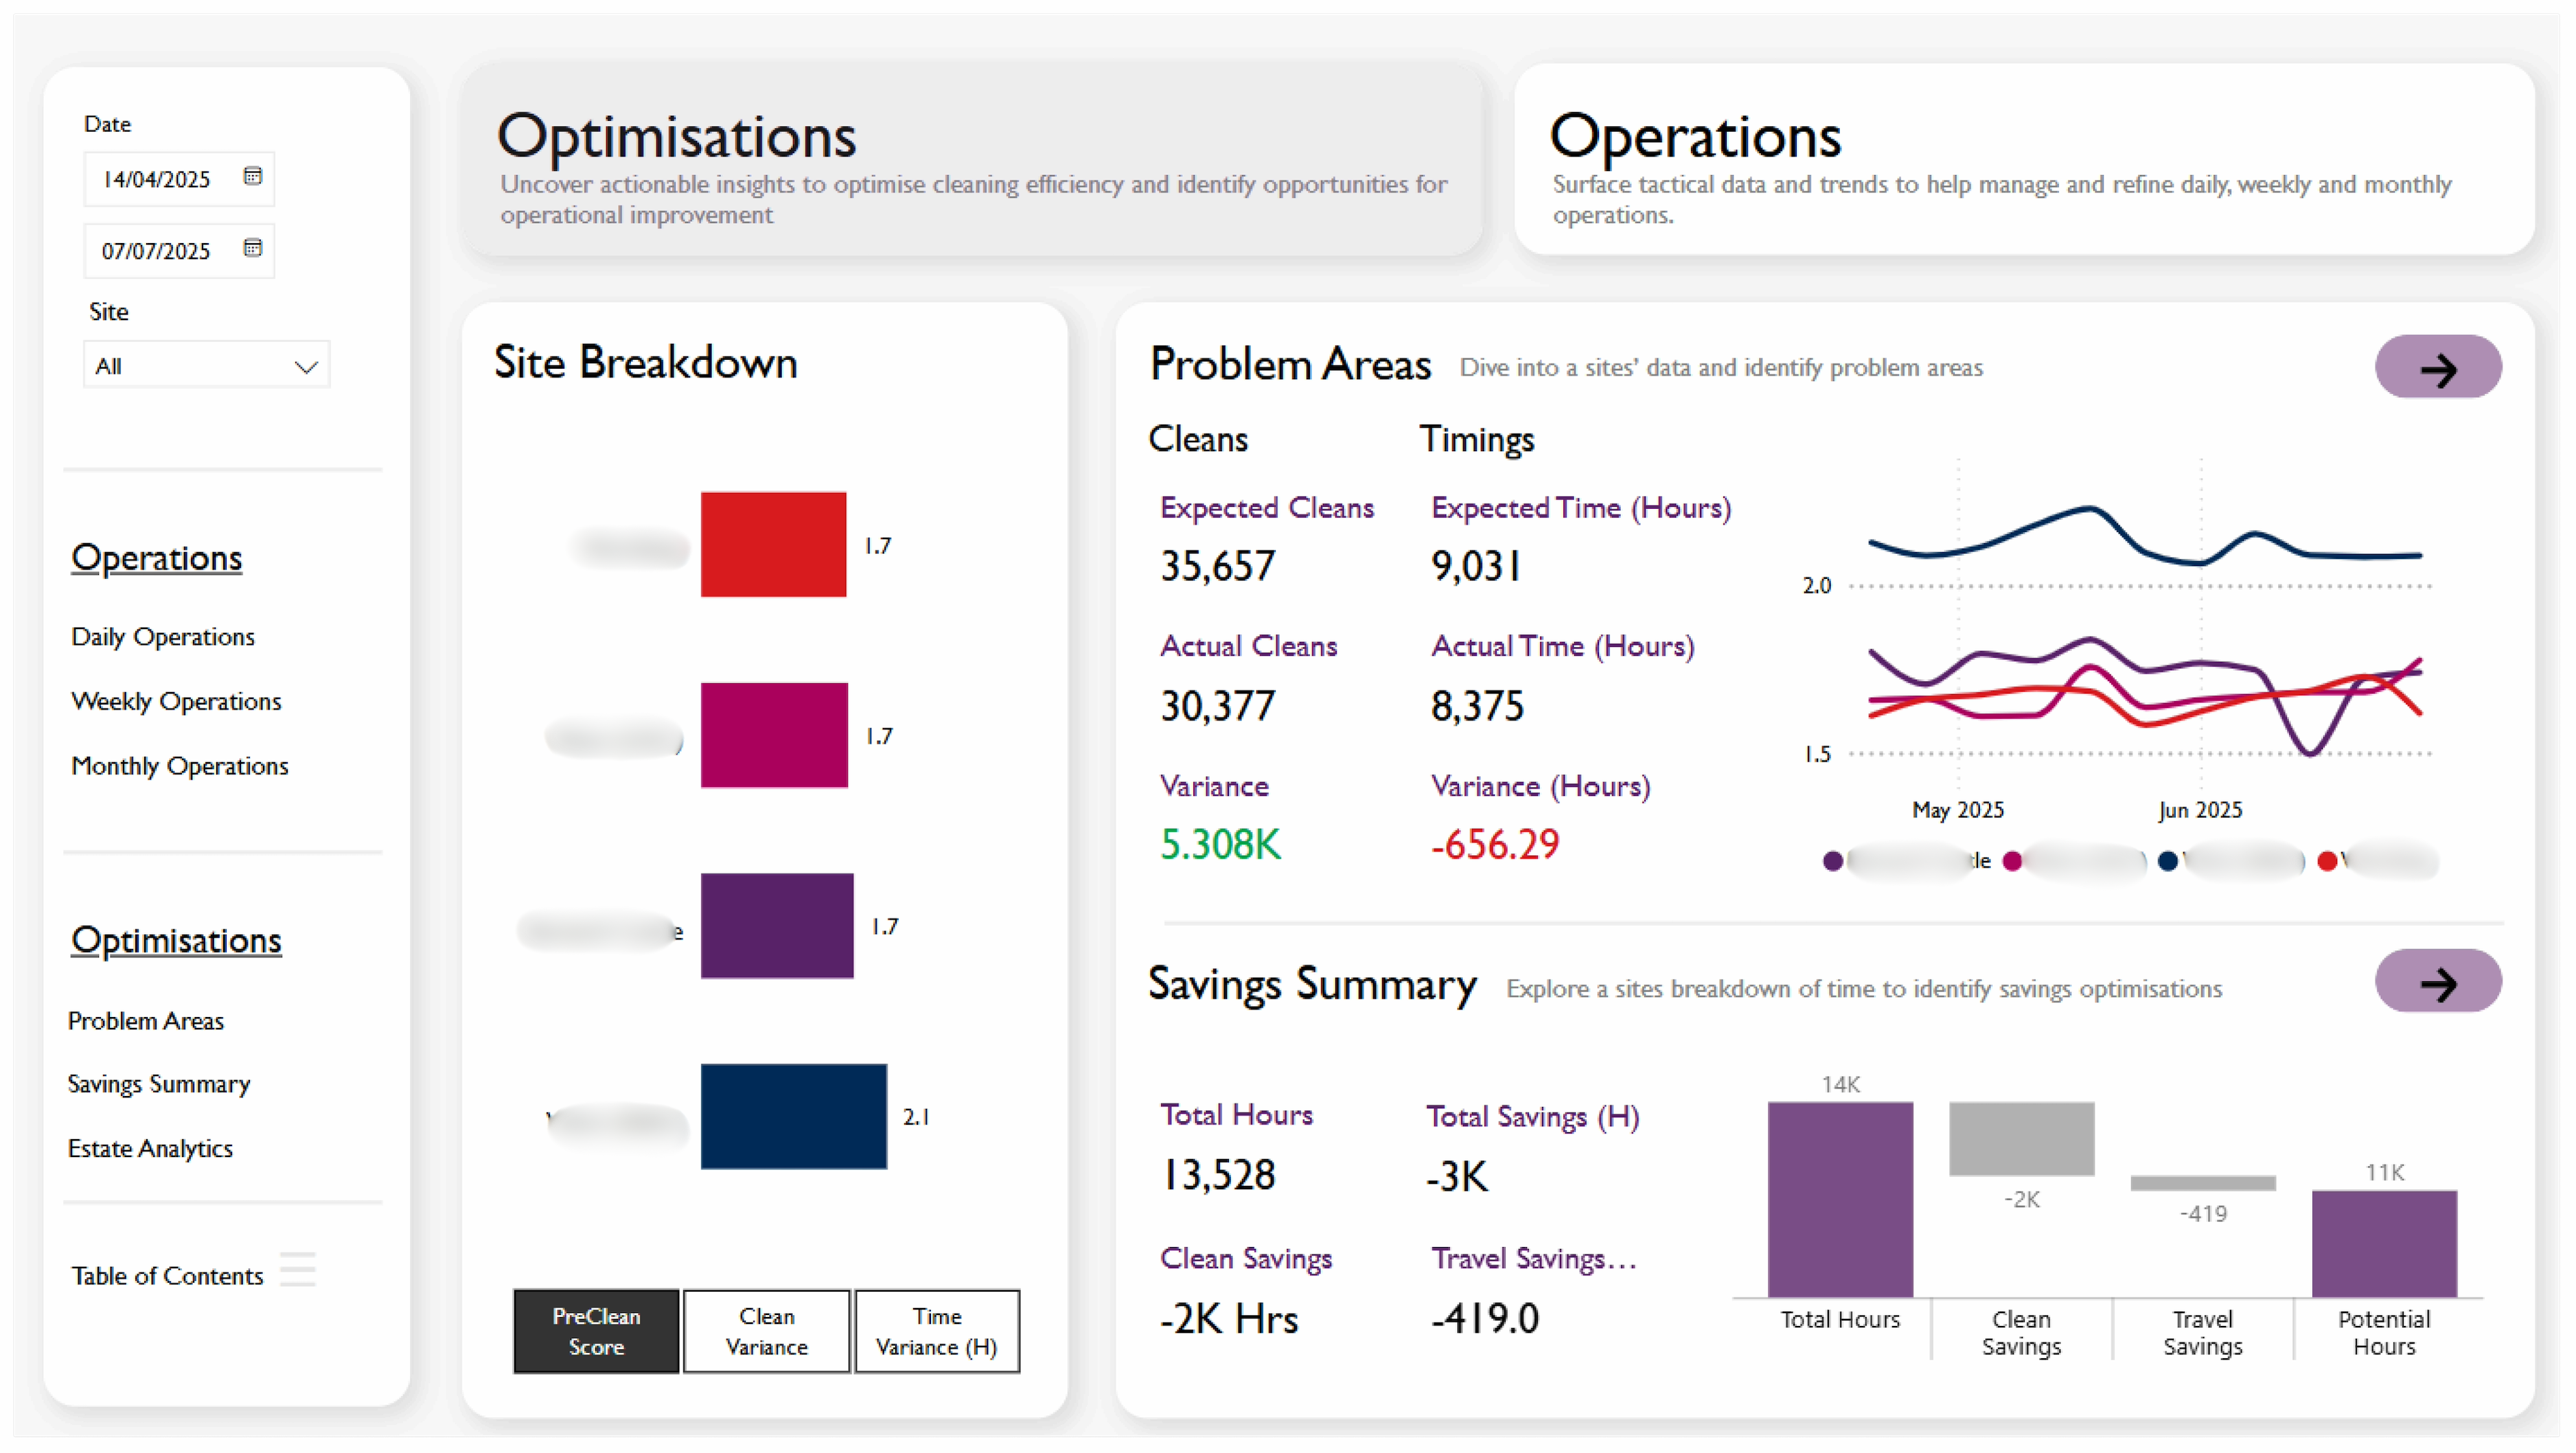 Date
14/04/2025
07/07/2025
Site
All
Operations
Daily Operations
Weekly Operations
Monthly Operations
Optimisations
Problem Areas
Savings Summary
Estate Analytics
Table of Contents
Optimisations
Uncover actionable insights to optimise cleaning efficiency and identify opportunities for
operational improvement
Operations
Surface tactical data and trends to help manage and refine daily, weekly and monthly
operations.
Site Breakdown
1.7
1.7
1.7
2.1
PreClean
Score
Clean
Variance
Time
Variance (H)
Problem Areas
Dive into a sites' data and identify problem areas
Cleans
Timings
Expected Cleans
35,657
Expected Time (Hours)
9,031
Actual Cleans
30,377
Actual Time (Hours)
8,375
Variance
5.308K
Variance (Hours)
-656.29
2.0
1.5
May 2025
Jun 2025
Savings Summary
Explore a sites breakdown of time to identify savings optimisations
Total Hours
13,528
Total Savings (H)
-3K
Clean Savings
-2K Hrs
Travel Savings...
-419.0
14K
-2K
-419
11K
Total Hours
Clean
Savings
Travel
Savings
Potential
Hours